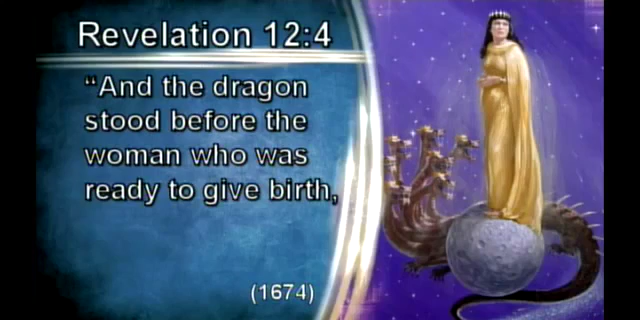 Revelation 12:4
“And the dragon
stood before the
woman who was
ready to give birth,
(1674)